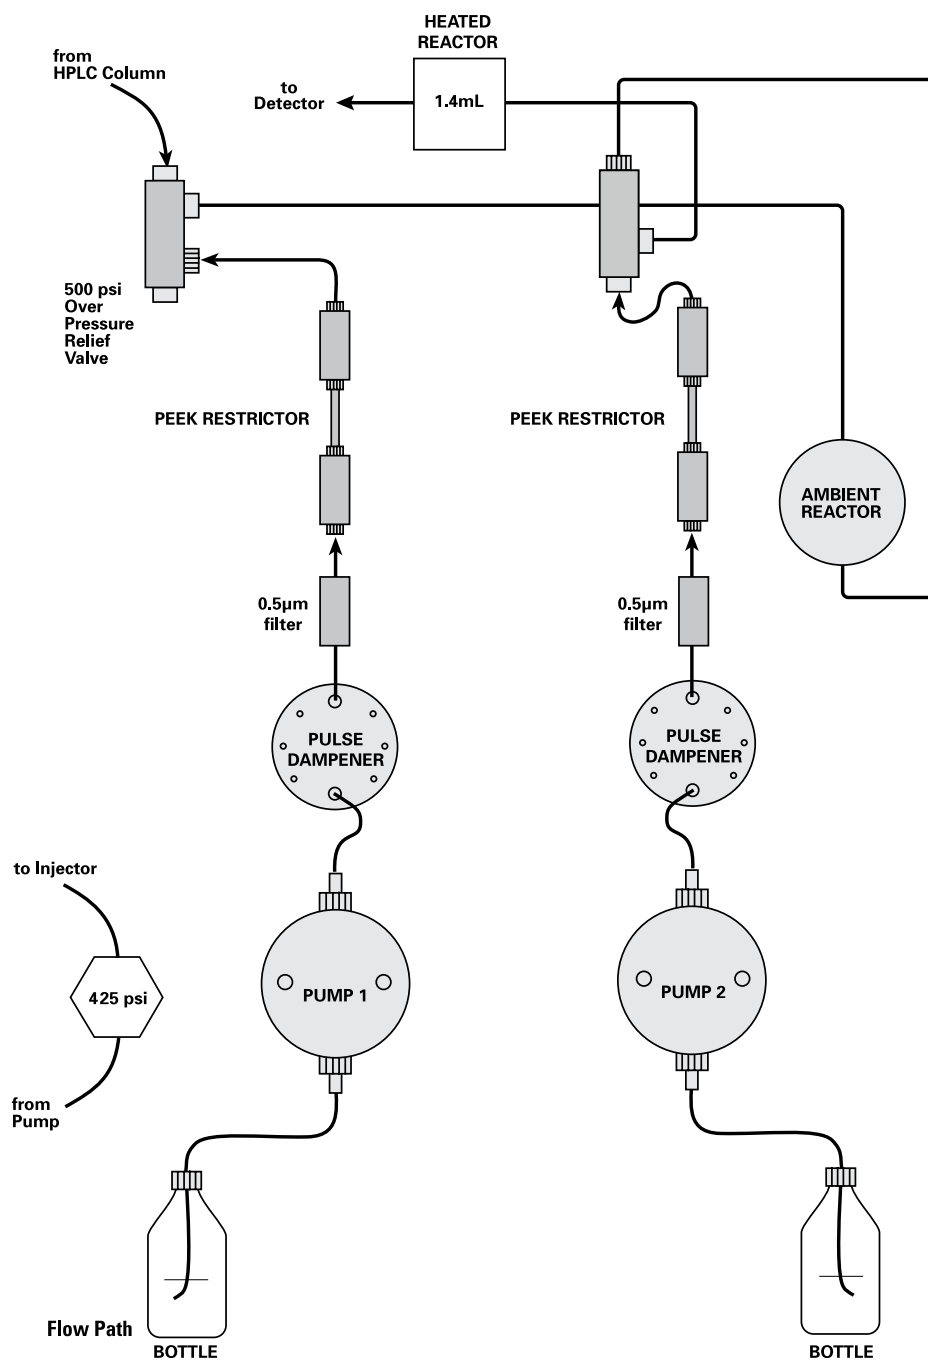 HEATED
REACTOR
from
HPLC Column
to
Detector
1.4mL
500 psi
Over
Pressure
Relief
Valve
PEEK RESTRICTOR
PEEK RESTRICTOR
AMBIENT
REACTOR
0.5µm
filter
0.5µm
filter
PULSE
DAMPENER
PULSE
DAMPENER
to Injector
425 psi
from
Pump
PUMP 1
PUMP 2
Flow Path
BOTTLE
BOTTLE